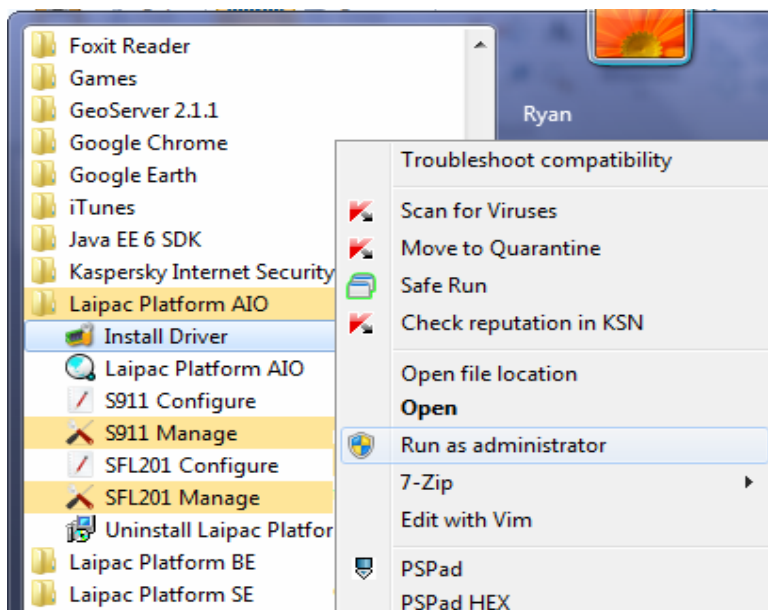 Foxit Reader
Games
GeoServer 2.1.1
Google Chrome
Google Earth
iTunes
Java EE 6 SDK
Kaspersky Internet Security
Laipac Platform AIO
Install Driver
Laipac Platform AIO
S911 Configure
S911 Manage
SFL201 Configure
SFL201 Manage
Uninstall Laipac Platfor
Laipac Platform BE
Laipac Platform SE
Ryan
Troubleshoot compatibility
Scan for Viruses
Move to Quarantine
Safe Run
Check reputation in KSN
Open file location
Open
Run as administrator
7-Zip
Edit with Vim
PSPad
PSPad HEX